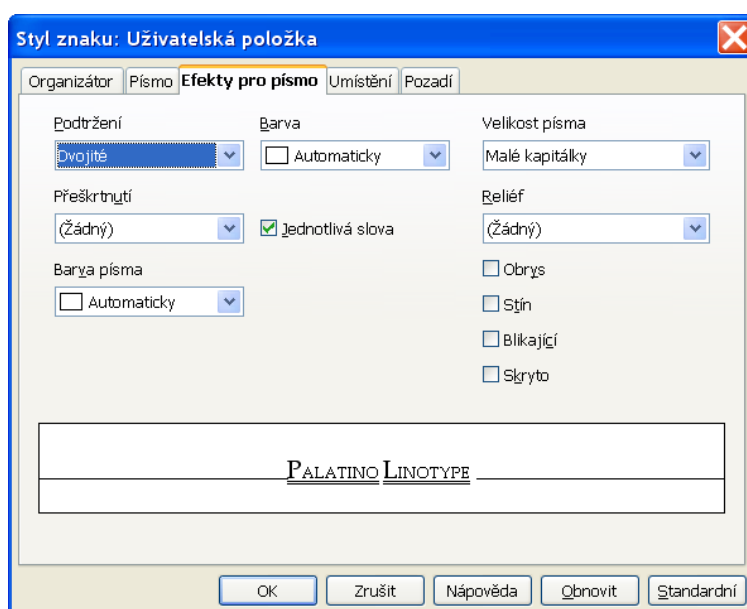 Styl znaku: Uživatelská položka
Organizátor Písmo Efekty pro písmo Umístění Pozadí
Podtržení Barva Velikost písma
Dvojité Automaticky Malé kapitálky
Přeškrtnutí Reliéf
(Žádný) Jednotlivá slova (Žádný)
Barva písma Obrys
Automaticky Stín
Blikající
Skryto
PALATINO LINOTYPE
OK Zrušit Nápověda Obnovit Standardní